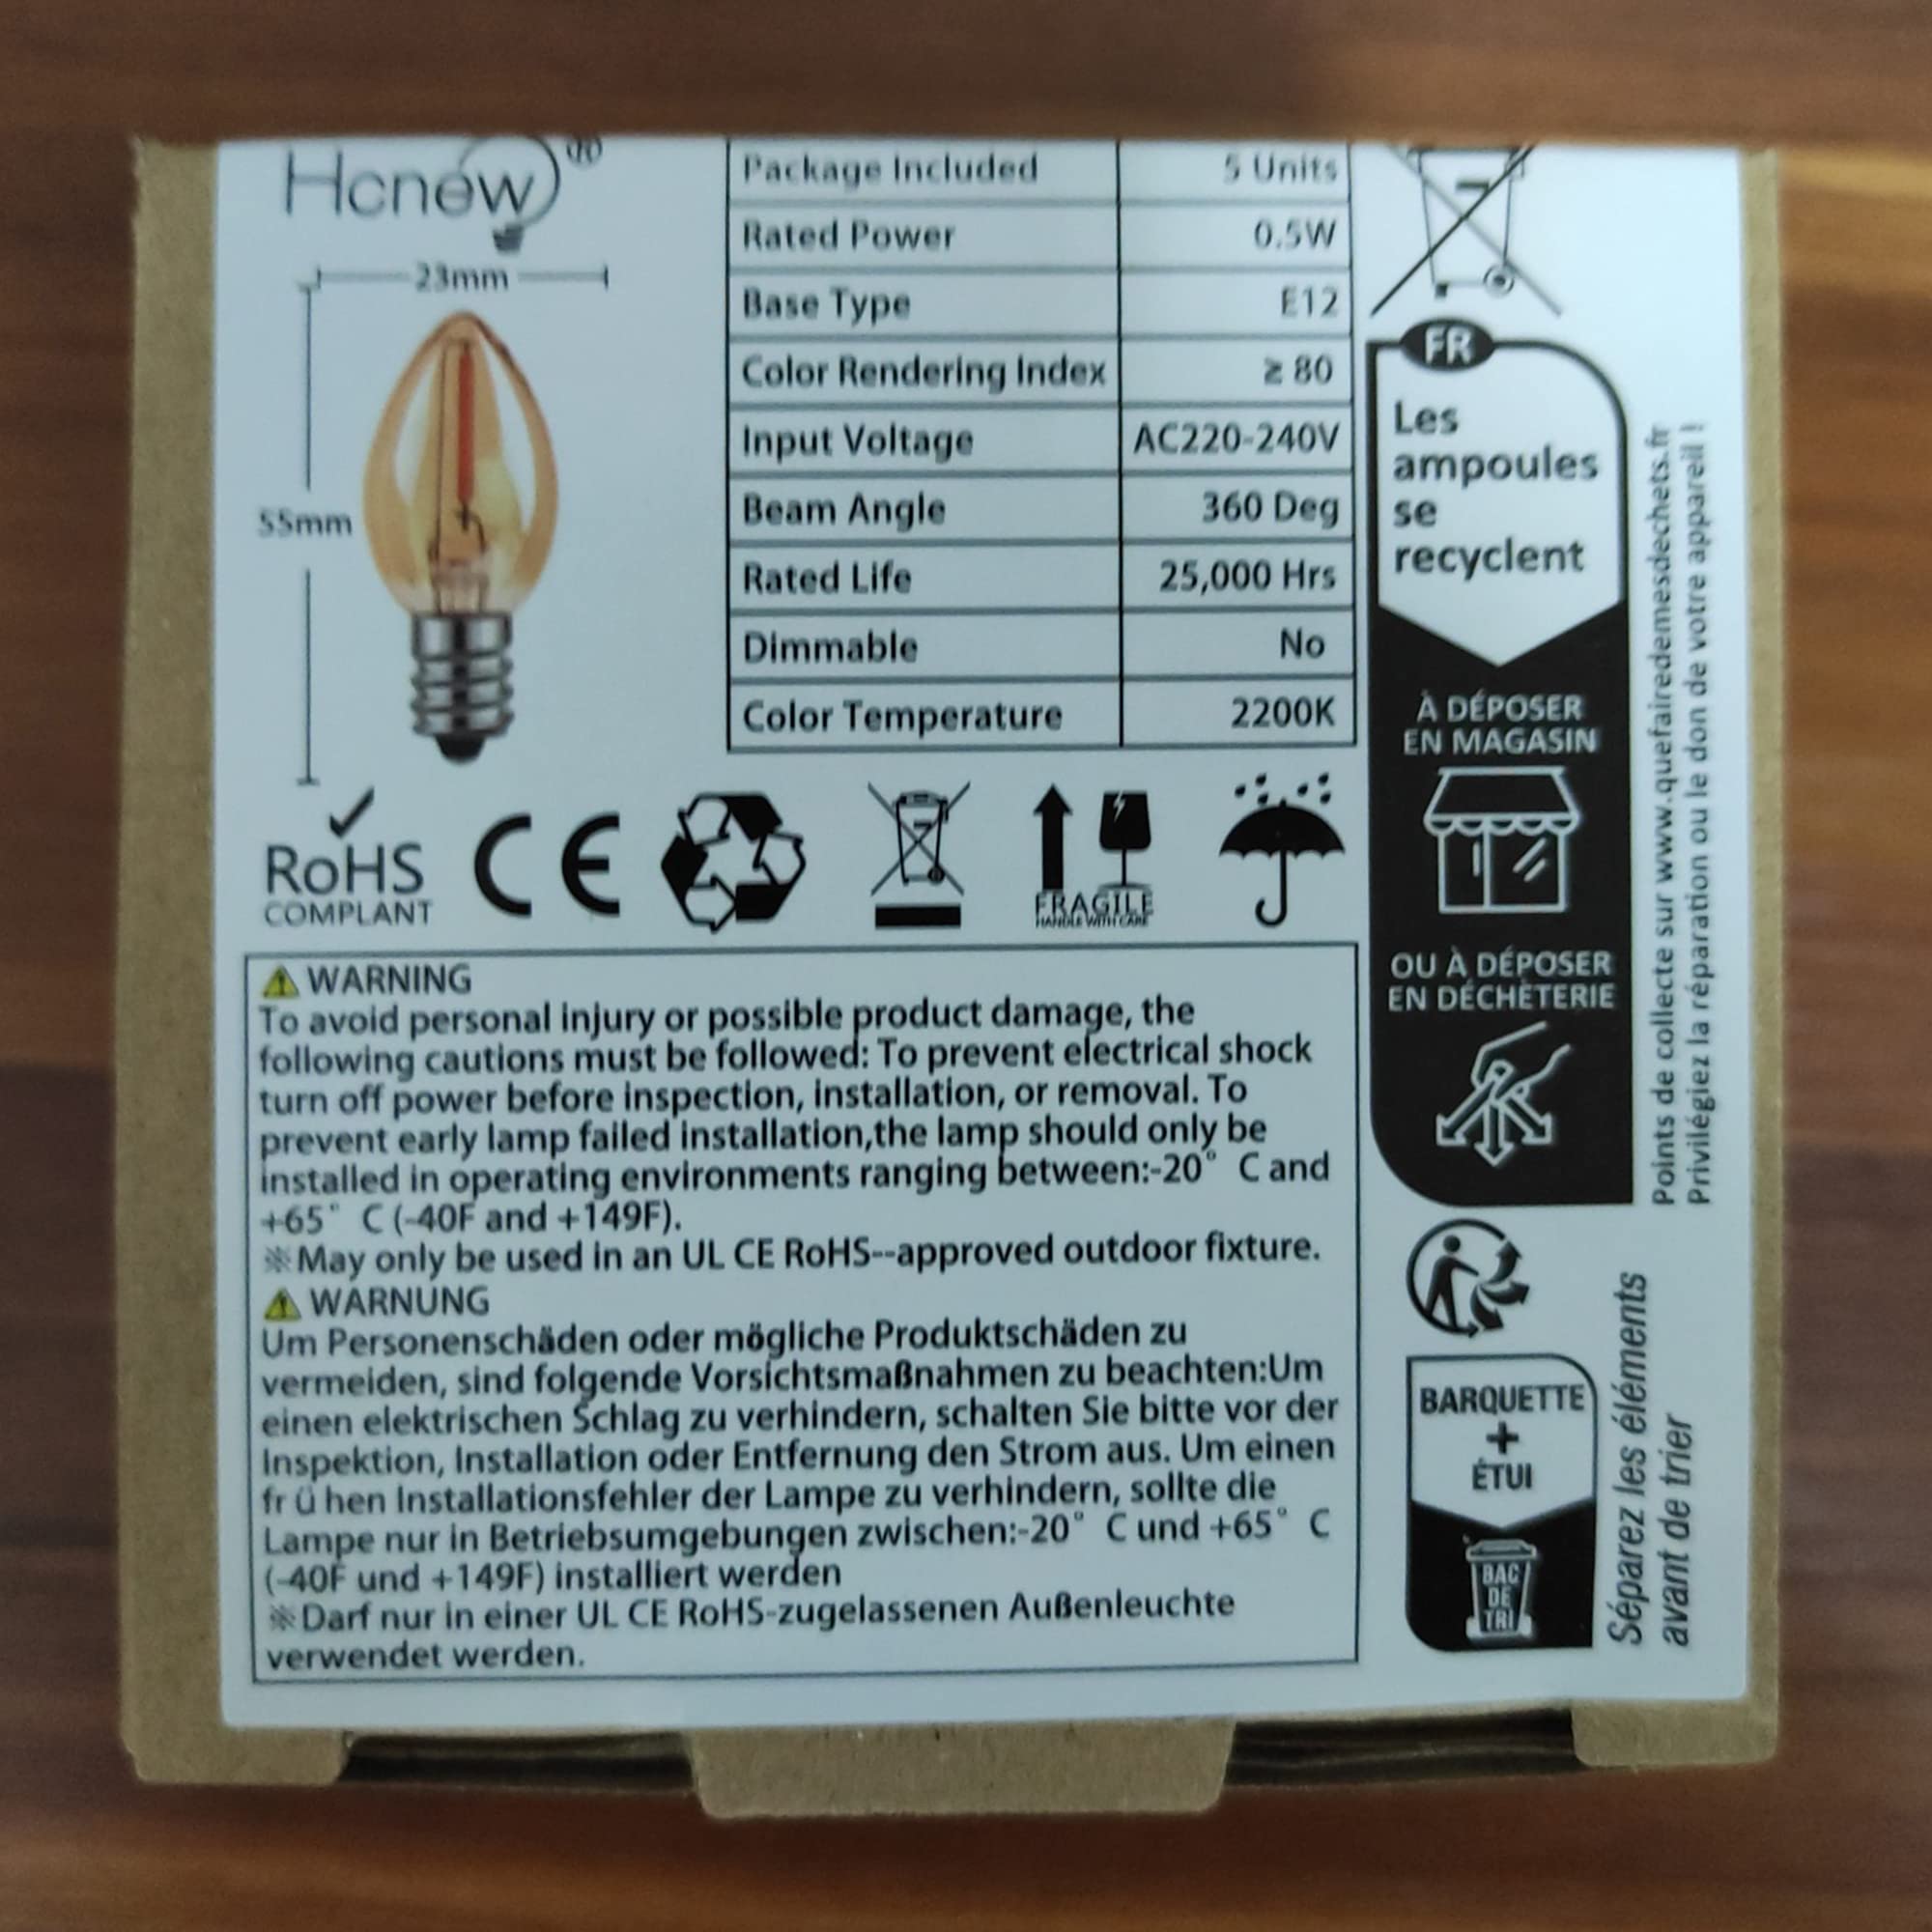 Hcnew®
23mm
55mm
Package Included 5 Units
Rated Power 0.5W
Base Type E12
Color Rendering Index ≥ 80
Input Voltage AC220-240V
Beam Angle 360 Deg
Rated Life 25,000 Hrs
Dimmable No
Color Temperature 2200K
RoHS
COMPLANT
CE
FRAGILE
HANDLE WITH CARE
WARNING
To avoid personal injury or possible product damage, the
following cautions must be followed: To prevent electrical shock
turn off power before inspection, installation, or removal. To
prevent early lamp failed installation,the lamp should only be
installed in operating environments ranging between:-20° C and
+65° C (-40F and +149F).
※May only be used in an UL CE RoHS--approved outdoor fixture.
WARNUNG
Um Personenschäden oder mögliche Produktschäden zu
vermeiden, sind folgende Vorsichtsmaßnahmen zu beachten:Um
einen elektrischen Schlag zu verhindern, schalten Sie bitte vor der
Inspektion, Installation oder Entfernung den Strom aus. Um einen
fr ü hen Installationsfehler der Lampe zu verhindern, sollte die
Lampe nur in Betriebsumgebungen zwischen:-20° C und +65° C
(-40F und +149F) installiert werden
※Darf nur in einer UL CE RoHS-zugelassenen Außenleuchte
verwendet werden.
FR
Les
ampoules
se
recyclent
À DÉPOSER
EN MAGASIN
OU À DÉPOSER
EN DÉCHÈTERIE
Points de collecte sur www.quefairedemesdechets.fr
Privilégiez la réparation ou le don de votre appareil !
BARQUETTE
+
ÉTUI
BAC
DE
TRI
Séparez les éléments
avant de trier